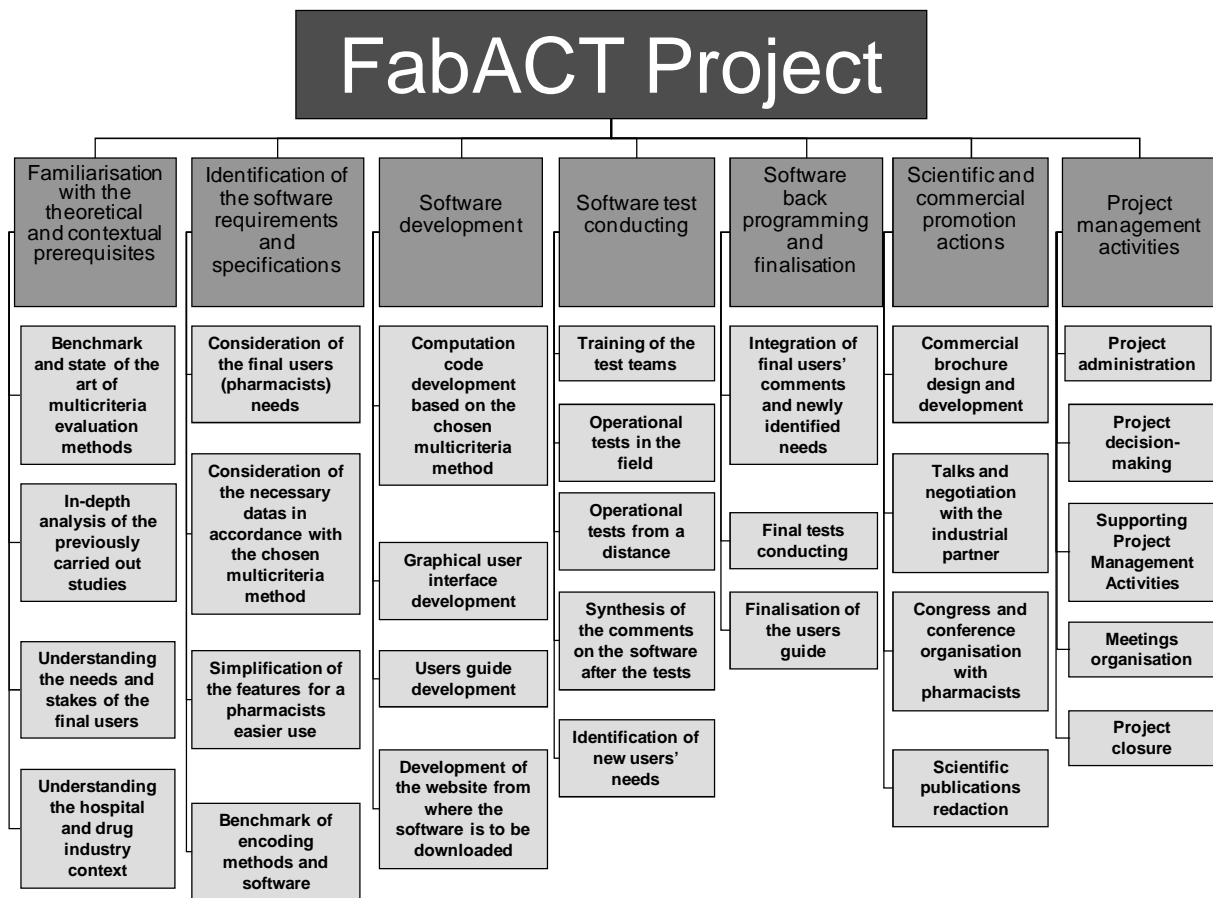 FabACT Project
Familiarisation
with the
theoretical
and contextual
prerequisites
Benchmark
and state of the
art of
multicriteria
evaluation
methods
In-depth
analysis of the
previously
carried out
studies
Understanding
the needs and
stakes of the
final users
Understanding
the hospital
and drug
industry
context
Identification of
the software
requirements
and
specifications
Consideration of
the final users
(pharmacists)
needs
Consideration of
the necessary
datas in
accordance with
the chosen
multicriteria
method
Simplification of
the features for a
pharmacists
easier use
Benchmark of
encoding
methods and
software
Software
development
Computation
code
development
based on the
chosen
multicriteria
method
Graphical user
interface
development
Users guide
development
Development of
the website from
where the
software is to be
downloaded
Software test
conducting
Training of the
test teams
Operational
tests in the
field
Operational
tests from a
distance
Synthesis of
the comments
on the software
after the tests
Identification of
new users'
needs
Software
back
programming
and
finalisation
Integration of
final users'
comments
and newly
identified
needs
Final tests
conducting
Finalisation of
the users
guide
Scientific and
commercial
promotion
actions
Commercial
brochure
design and
development
Talks and
negotiation
with the
industrial
partner
Congress and
conference
organisation
with
pharmacists
Scientific
publications
redaction
Project
management
activities
Project
administration
Project
decision-
making
Supporting
Project
Management
Activities
Meetings
organisation
Project
closure